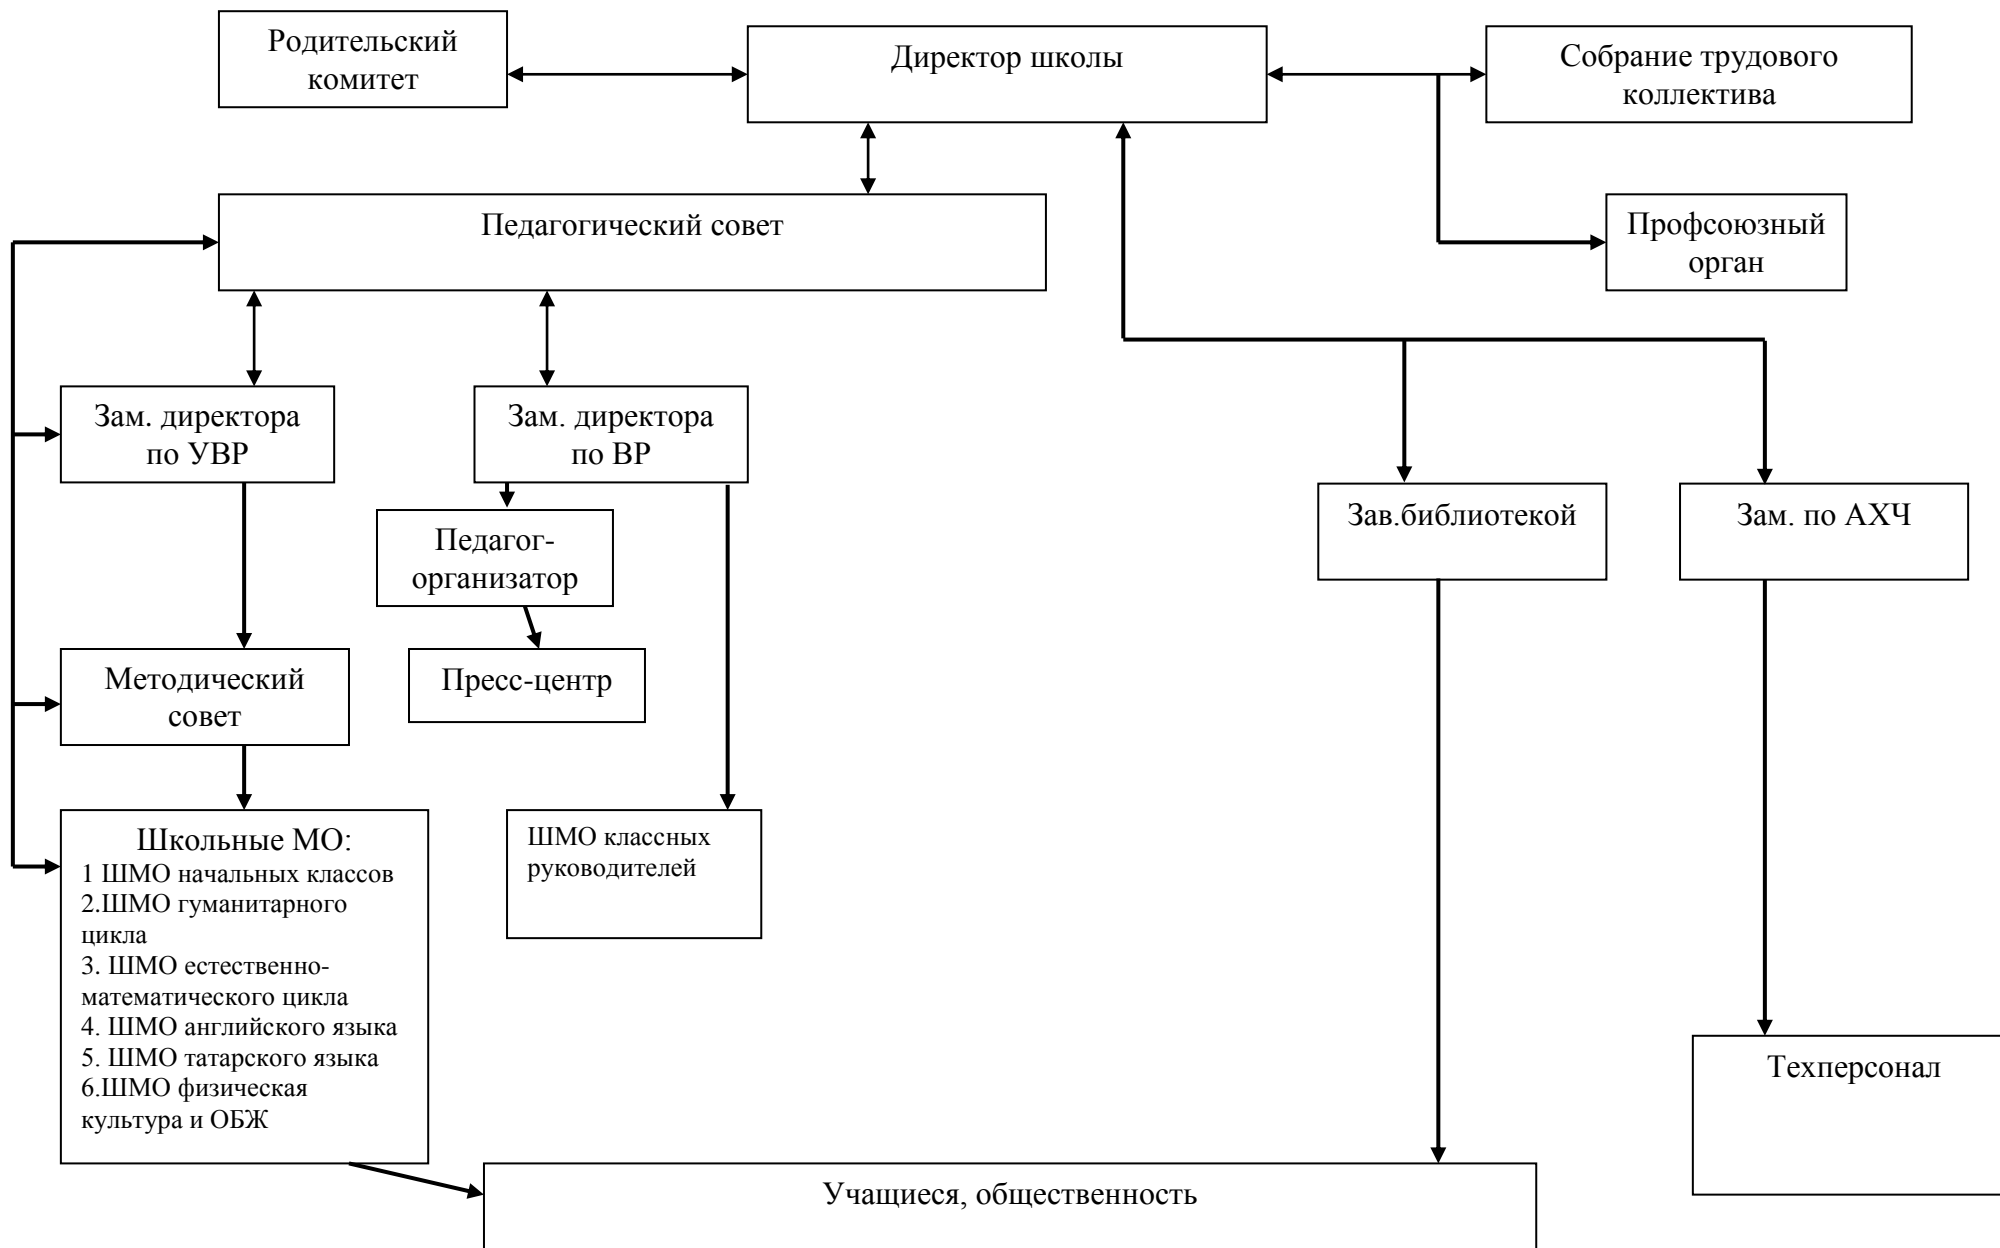 Родительский
комитет
Директор школы
Собрание трудового
коллектива
Педагогический совет
Профсоюзный
орган
Зам. директора
по УВР
Зам. директора
по ВР
Зав.библиотекой
Зам. по АХЧ
Педагог-
организатор
Методический
совет
Пресс-центр
Школьные МО:
1 ШМО начальных классов
2.ШМО гуманитарного
цикла
3. ШМО естественно-
математического цикла
4. ШМО английского языка
5. ШМО татарского языка
6.ШМО физическая
культура и ОБЖ
ШМО классных
руководителей
Техперсонал
Учащиеся, общественность